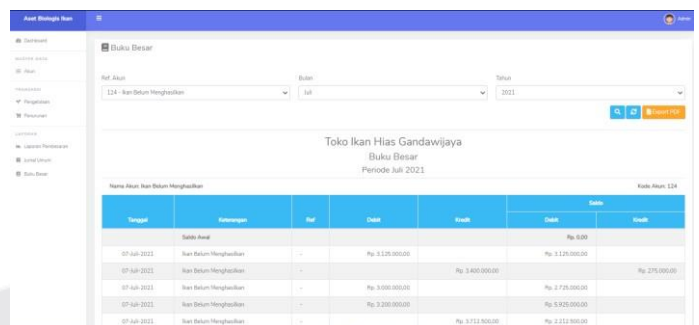 Aset Biologis Ikan
Admin
Dashboard
Buku Besar
MASTER DATA
Akun
Ref. Akun
Bulan
Tahun
124 - Ikan Belum Menghasilkan
Juli
2021
Pengeluaran
Penurunan
Export PDF
LAPORAN
Laporan Pembesaran
Jurnal Umum
Buku Besar
Toko Ikan Hias Gandawijaya
Buku Besar
Periode Juli 2021
Nama Akun: Ikan Belum Menghasilkan
Kode Akun: 124
Tanggal Keterangan Ref Debit Kredit Saldo
Debit Kredit
Saldo Awal Rp. 0,00
07-Juli-2021 Ikan Belum Menghasilkan - Rp. 3.125.000,00 Rp. 3.125.000,00
07-Juli-2021 Ikan Belum Menghasilkan - Rp. 3.400.000,00 Rp. 275.000,00
07-Juli-2021 Ikan Belum Menghasilkan - Rp. 3.000.000,00 Rp. 2.725.000,00
07-Juli-2021 Ikan Belum Menghasilkan - Rp. 3.200.000,00 Rp. 5.925.000,00
07-Juli-2021 Ikan Belum Menghasilkan - Rp. 3.712.500,00 Rp. 2.212.500,00